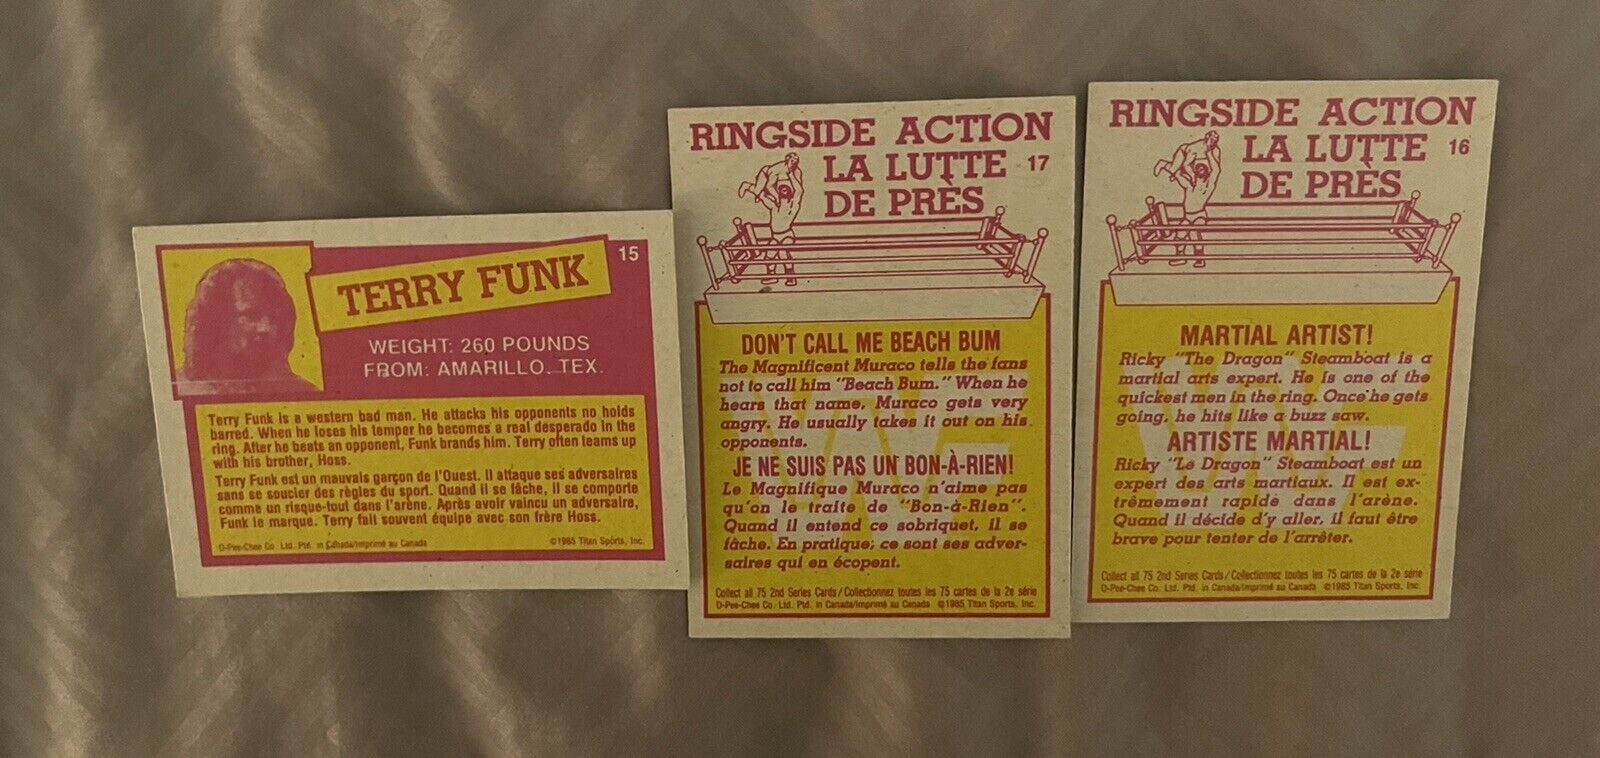 15
TERRY FUNK
WEIGHT: 260 POUNDS
FROM: AMARILLO, TEX.
Terry Funk is a western bad man. He attacks his opponents no holds
barred. When he loses his temper he becomes a real desperado in the
ring. After he beats an opponent, Funk brands him. Terry often teams up
with his brother, Hoss.
Terry Funk est un mauvais garçon de l'Ouest. Il attaque ses adversaires
sans se soucier des règles du sport. Quand il se fâche, il se comporte
comme un risque-tout dans l'arène. Après avoir vaincu un adversaire,
Funk le marque. Terry fait souvent équipe avec son frère Hoss.
O-Pee-Chee Co. Ltd. Ptd. in Canada/Imprimé au Canada ©1985 Titan Sports, Inc.
RINGSIDE ACTION
LA LUTTE 17
DE PRÈS
DON'T CALL ME BEACH BUM
The Magnificent Muraco tells the fans
not to call him "Beach Bum." When he
hears that name, Muraco gets very
angry. He usually takes it out on his
opponents.
JE NE SUIS PAS UN BON-À-RIEN!
Le Magnifique Muraco n'aime pas
qu'on le traite de "Bon-à-Rien".
Quand il entend ce sobriquet, il se
fâche. En pratique, ce sont ses adver-
saires qui en écopent.
Collect all 75 2nd Series Cards/Collectionnez toutes les 75 cartes de la 2e série
O-Pee-Chee Co. Ltd. Ptd. in Canada/Imprimé au Canada ©1985 Titan Sports, Inc.
RINGSIDE ACTION
LA LUTTE 16
DE PRÈS
MARTIAL ARTIST!
Ricky "The Dragon" Steamboat is a
martial arts expert. He is one of the
quickest men in the ring. Once he gets
going, he hits like a buzz saw.
ARTISTE MARTIAL!
Ricky "Le Dragon" Steamboat est un
expert des arts martiaux. Il est ex-
trêmement rapide dans l'arène.
Quand il décide d'y aller, il faut être
brave pour tenter de l'arrêter.
Collect all 75 2nd Series Cards/Collectionnez toutes les 75 cartes de la 2e série
O-Pee-Chee Co. Ltd. Ptd. in Canada/Imprimé au Canada ©1985 Titan Sports, Inc.